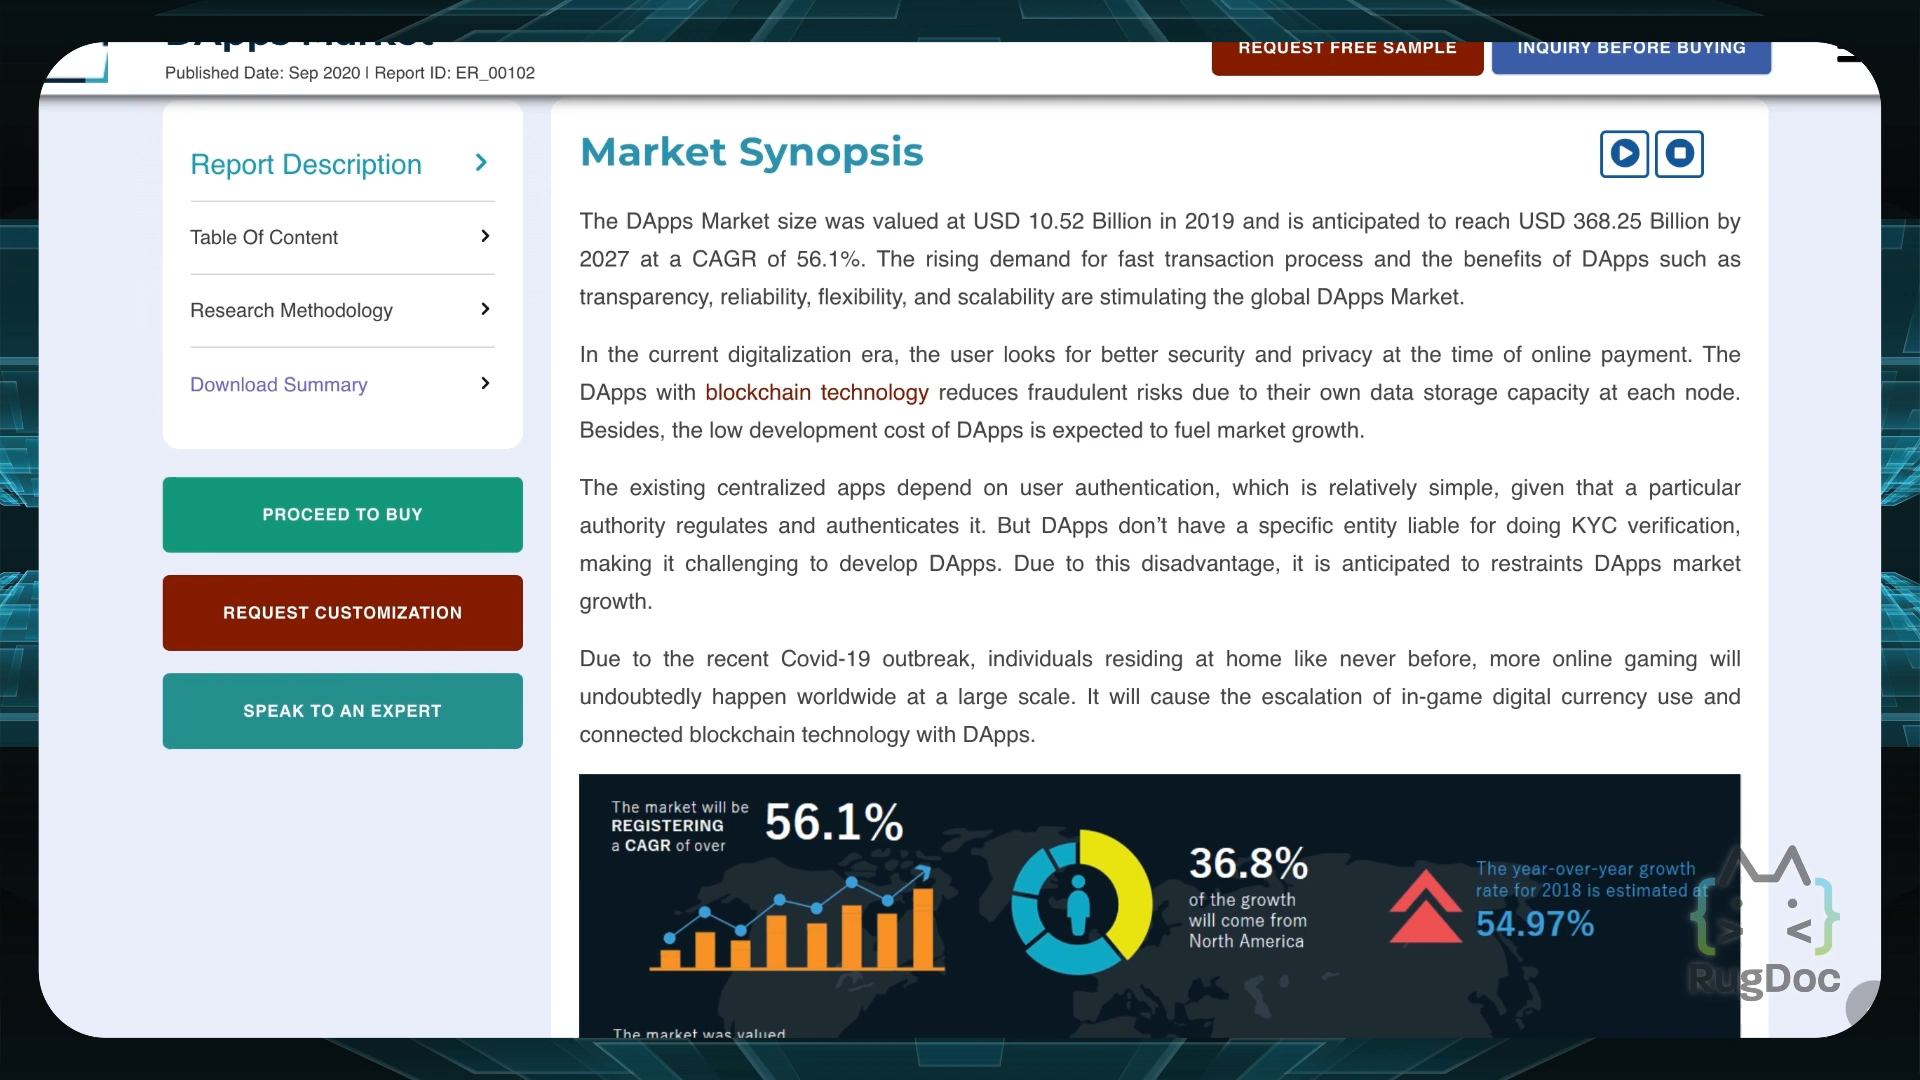 DApps Market
REQUEST FREE SAMPLE
INQUIRY BEFORE BUYING
Published Date: Sep 2020 | Report ID: ER_00102
Report Description
Table Of Content
Research Methodology
Download Summary
PROCEED TO BUY
REQUEST CUSTOMIZATION
SPEAK TO AN EXPERT
Market Synopsis
The DApps Market size was valued at USD 10.52 Billion in 2019 and is anticipated to reach USD 368.25 Billion by
2027 at a CAGR of 56.1%. The rising demand for fast transaction process and the benefits of DApps such as
transparency, reliability, flexibility, and scalability are stimulating the global DApps Market.
In the current digitalization era, the user looks for better security and privacy at the time of online payment. The
DApps with blockchain technology reduces fraudulent risks due to their own data storage capacity at each node.
Besides, the low development cost of DApps is expected to fuel market growth.
The existing centralized apps depend on user authentication, which is relatively simple, given that a particular
authority regulates and authenticates it. But DApps don’t have a specific entity liable for doing KYC verification,
making it challenging to develop DApps. Due to this disadvantage, it is anticipated to restraints DApps market
growth.
Due to the recent Covid-19 outbreak, individuals residing at home like never before, more online gaming will
undoubtedly happen worldwide at a large scale. It will cause the escalation of in-game digital currency use and
connected blockchain technology with DApps.
The market will be
REGISTERING
a CAGR of over
56.1%
36.8%
of the growth
will come from
North America
The year-over-year growth
rate for 2018 is estimated at
54.97%
RugDoc
The market was valued